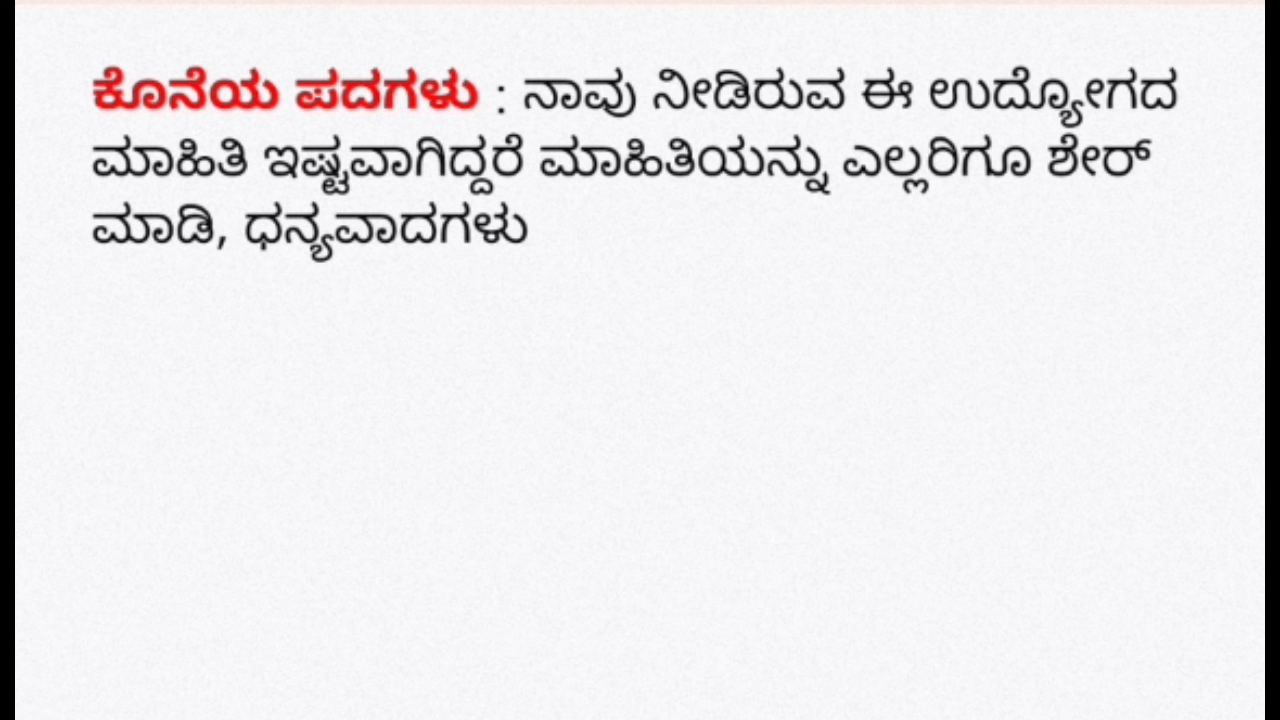 ಕೊನೆಯ ಪದಗಳು : ನಾವು ನೀಡಿರುವ ಈ ಉದ್ಯೋಗದ
ಮಾಹಿತಿ ಇಷ್ಟವಾಗಿದ್ದರೆ ಮಾಹಿತಿಯನ್ನು ಎಲ್ಲರಿಗೂ ಶೇರ್
ಮಾಡಿ, ಧನ್ಯವಾದಗಳು